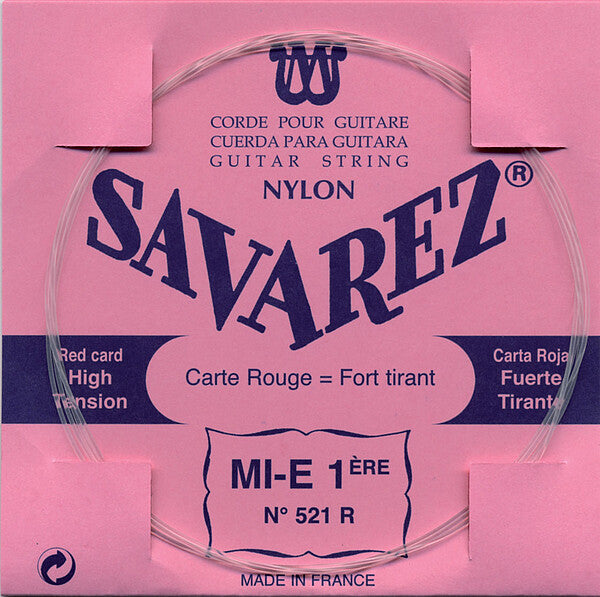 CORDE POUR GUITARE
CUERDA PARA GUITARA
GUITAR STRING
NYLON
SAVAREZ®
Red card
High
Tension
Carte Rouge = Fort tirant
Carta Roja
Fuerte
Tirante
MI-E 1ÈRE
N° 521 R
MADE IN FRANCE